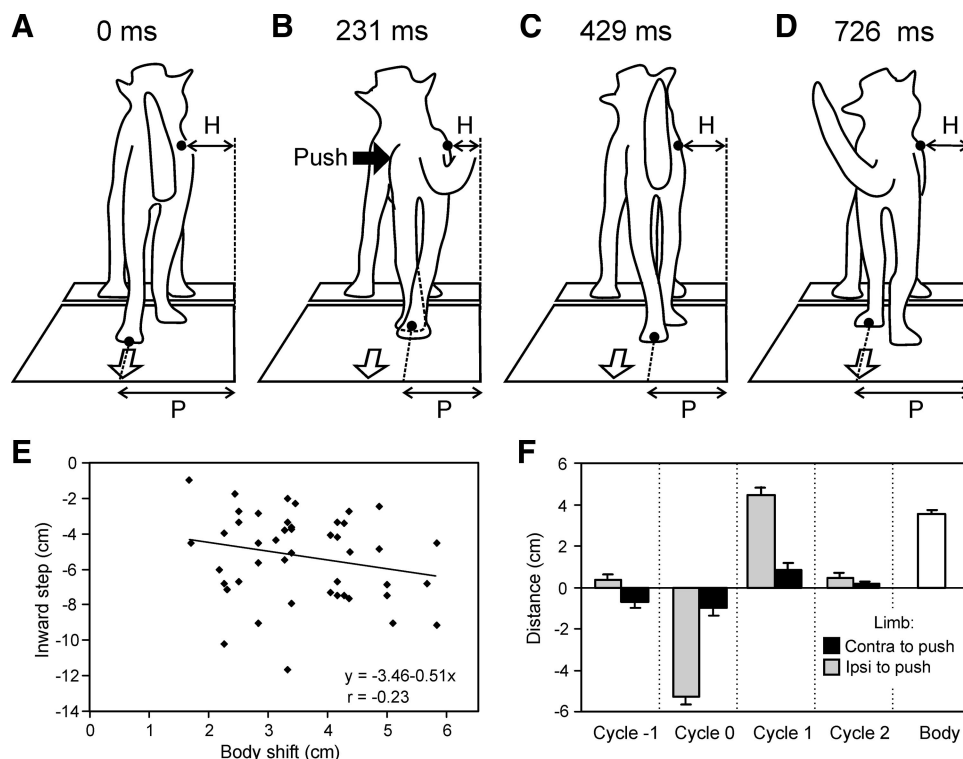 A 0 ms B 231 ms C 429 ms D 726 ms
H H H H
Push
P P P P
E F
0
-2
-4
-6
-8
-10
-12
-14
Inward step (cm)
y = -3.46-0.51x
r = -0.23
0 1 2 3 4 5 6
Body shift (cm)
6
4
2
0
-2
-4
-6
Distance (cm)
Limb:
Contra to push
Ipsi to push
Cycle -1 Cycle 0 Cycle 1 Cycle 2 Body